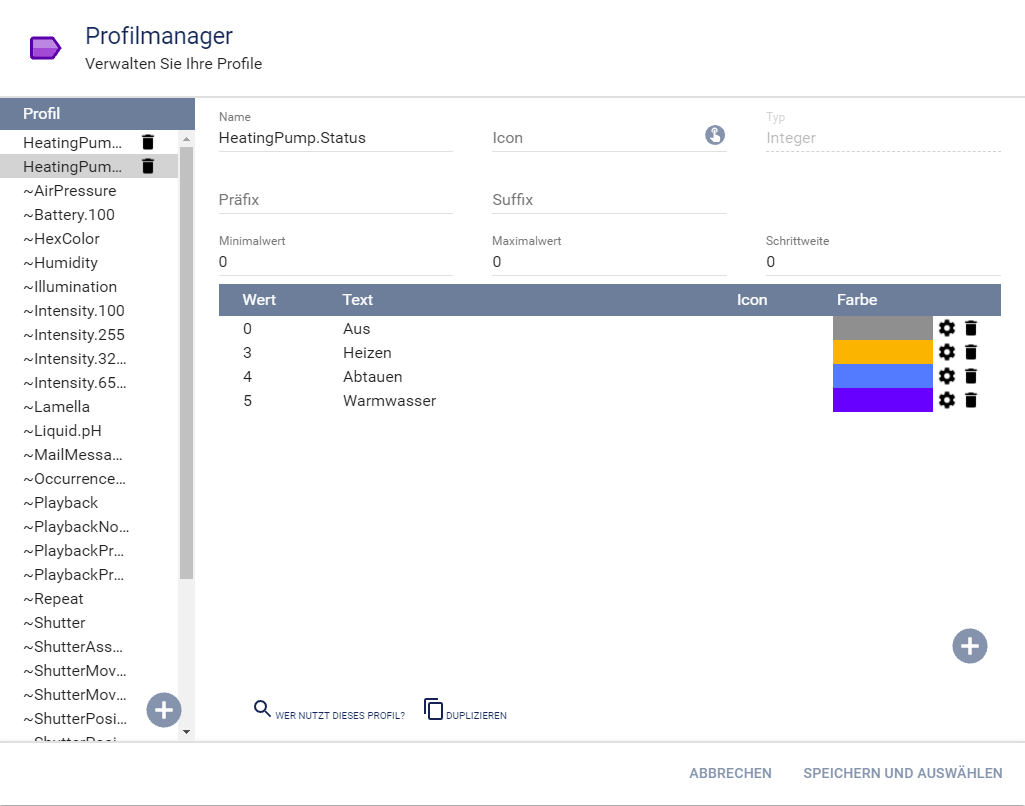 Profilmanager
Verwalten Sie Ihre Profile
Profil
HeatingPum...
HeatingPum...
~AirPressure
~Battery.100
~HexColor
~Humidity
~Illumination
~Intensity.100
~Intensity.255
~Intensity.32...
~Intensity.65...
~Lamella
~Liquid.pH
~MailMessa...
~Occurrence...
~Playback
~PlaybackNo...
~PlaybackPr...
~PlaybackPr...
~Repeat
~Shutter
~ShutterAss...
~ShutterMov...
~ShutterMov...
~ShutterPosi...
Name
HeatingPump.Status
Icon
Typ
Integer
Präfix
Suffix
Minimalwert
0
Maximalwert
0
Schrittweite
0
Wert Text Icon Farbe
0 Aus
3 Heizen
4 Abtauen
5 Warmwasser
WER NUTZT DIESES PROFIL? DUPLIZIEREN
ABBRECHEN SPEICHERN UND AUSWÄHLEN